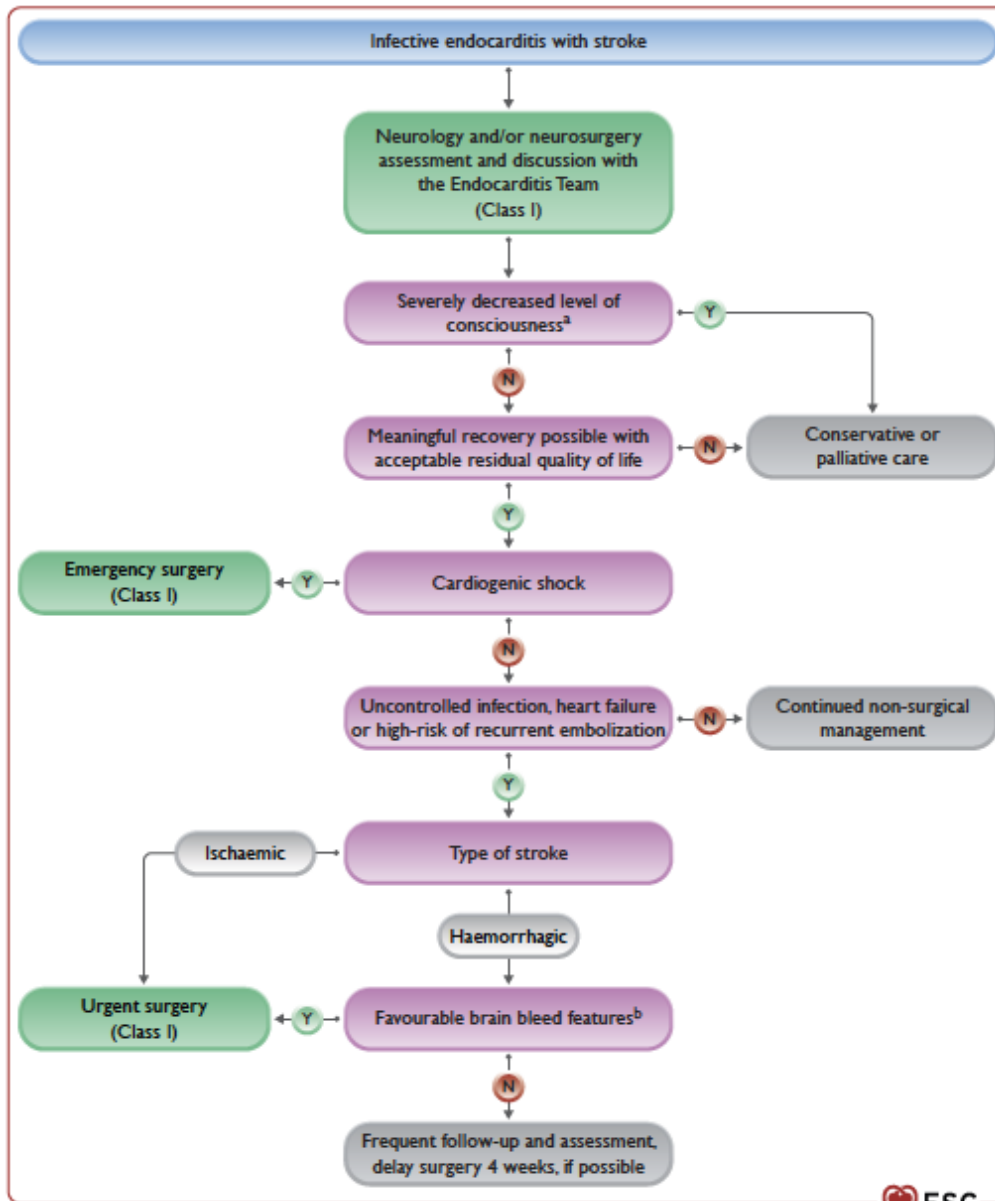 Infective endocarditis with stroke
Neurology and/or neurosurgery
assessment and discussion with
the Endocarditis Team
(Class I)
Severely decreased level of
consciousnessᵃ
Y
N
Meaningful recovery possible with
acceptable residual quality of life
N
Conservative or
palliative care
Y
Emergency surgery
(Class I)
Y
Cardiogenic shock
N
Uncontrolled infection, heart failure
or high-risk of recurrent embolization
N
Continued non-surgical
management
Y
Ischaemic
Type of stroke
Haemorrhagic
Urgent surgery
(Class I)
Y
Favourable brain bleed featuresᵇ
N
Frequent follow-up and assessment,
delay surgery 4 weeks, if possible
ESC